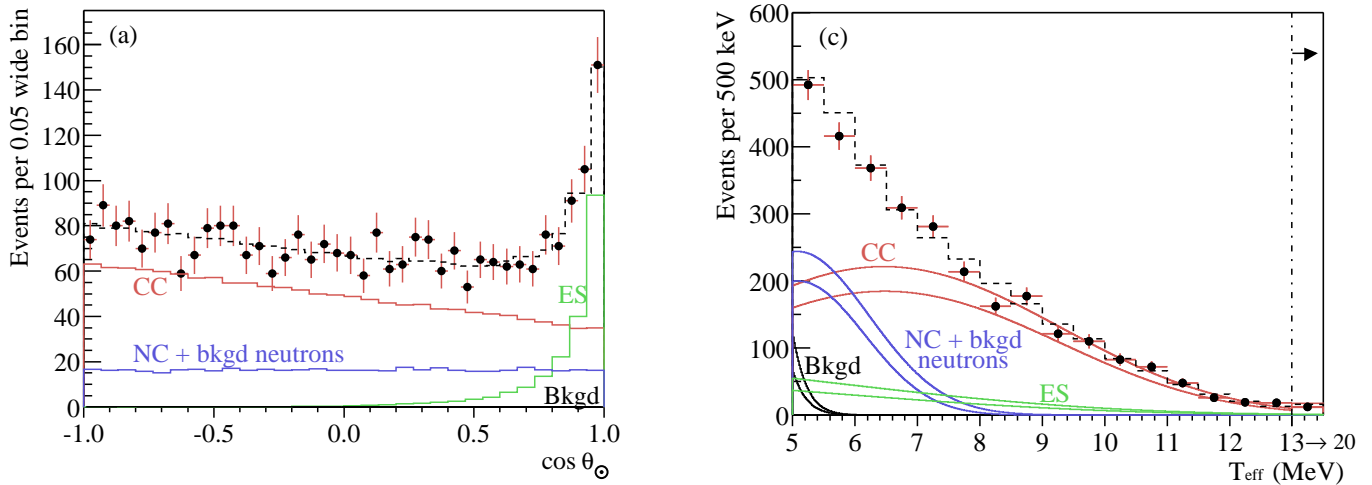 (a)
Events per 0.05 wide bin
160
140
120
100
80
60
40
20
0
CC
NC + bkgd neutrons
ES
Bkgd
-1.0 -0.5 0.0 0.5 1.0
cos θ☉
(c)
Events per 500 keV
600
500
400
300
200
100
0
CC
NC + bkgd
neutrons
Bkgd
ES
5 6 7 8 9 10 11 12 13→20
Teff (MeV)